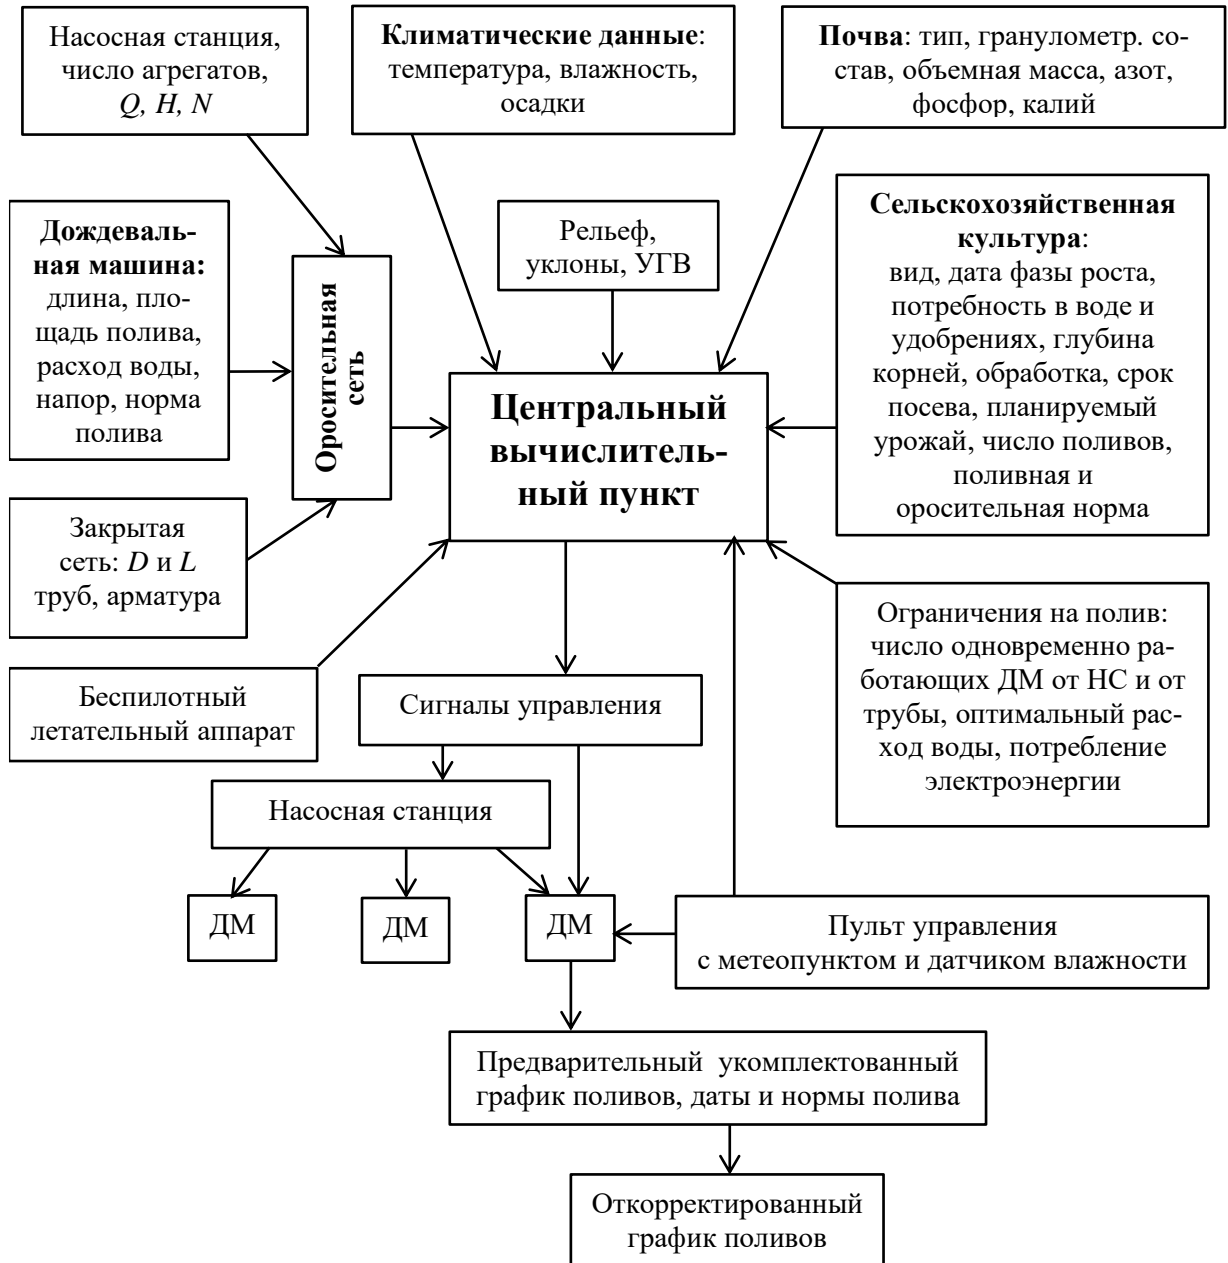 Насосная станция,
число агрегатов,
Q, H, N
Климатические данные:
температура, влажность,
осадки
Почва: тип, гранулометр. со-
став, объемная масса, азот,
фосфор, калий
Дождеваль-
ная машина:
длина, пло-
щадь полива,
расход воды,
напор, норма
полива
Оросительная
сеть
Рельеф,
уклоны, УГВ
Сельскохозяйственная
культура:
вид, дата фазы роста,
потребность в воде и
удобрениях, глубина
корней, обработка, срок
посева, планируемый
урожай, число поливов,
поливная и
оросительная норма
Центральный
вычислитель-
ный пункт
Закрытая
сеть: D и L
труб, арматура
Беспилотный
летательный аппарат
Сигналы управления
Ограничения на полив:
число одновременно ра-
ботающих ДМ от НС и от
трубы, оптимальный рас-
ход воды, потребление
электроэнергии
Насосная станция
ДМ
ДМ
ДМ
Пульт управления
с метеопунктом и датчиком влажности
Предварительный укомплектованный
график поливов, даты и нормы полива
Откорректированный
график поливов